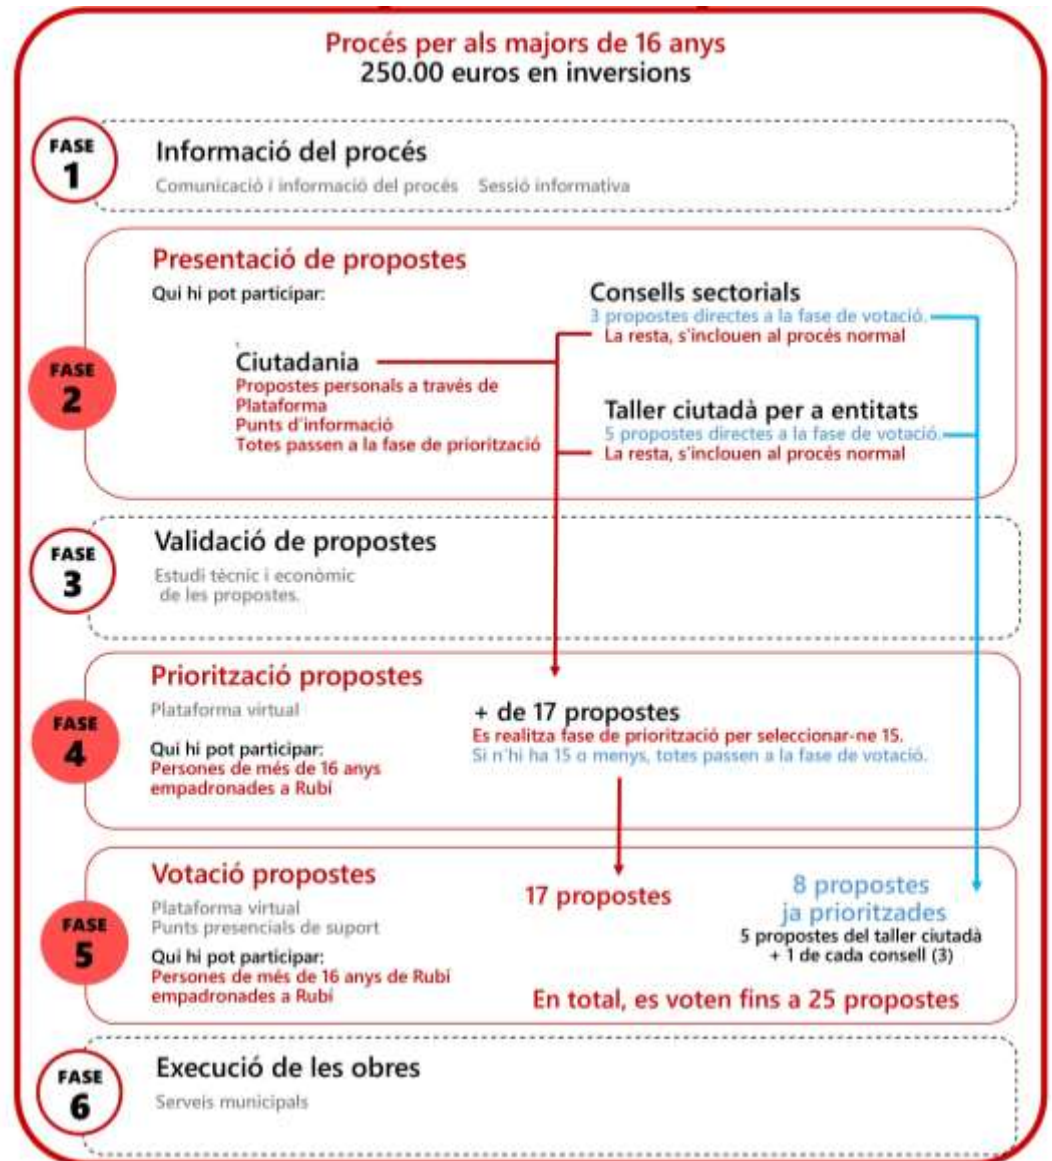 Procés per als majors de 16 anys
250.00 euros en inversions
FASE
1
Informació del procés
Comunicació i informació del procés Sessió informativa
FASE
2
Presentació de propostes
Qui hi pot participar:
Ciutadania
Propostes personals a través de
Plataforma
Punts d'informació
Totes passen a la fase de priorització
Consells sectorials
3 propostes directes a la fase de votació.
La resta, s'inclouen al procés normal
Taller ciutadà per a entitats
5 propostes directes a la fase de votació.
La resta, s'inclouen al procés normal
FASE
3
Validació de propostes
Estudi tècnic i econòmic
de les propostes.
FASE
4
Priorització propostes
Plataforma virtual
Qui hi pot participar:
Persones de més de 16 anys
empadronades a Rubí
+ de 17 propostes
Es realitza fase de priorització per seleccionar-ne 15.
Si n'hi ha 15 o menys, totes passen a la fase de votació.
FASE
5
Votació propostes
Plataforma virtual
Punts presencials de suport
Qui hi pot participar:
Persones de més de 16 anys de Rubí
empadronades a Rubí
17 propostes
8 propostes
ja prioritzades
5 propostes del taller ciutadà
+ 1 de cada consell (3)
En total, es voten fins a 25 propostes
FASE
6
Execució de les obres
Serveis municipals